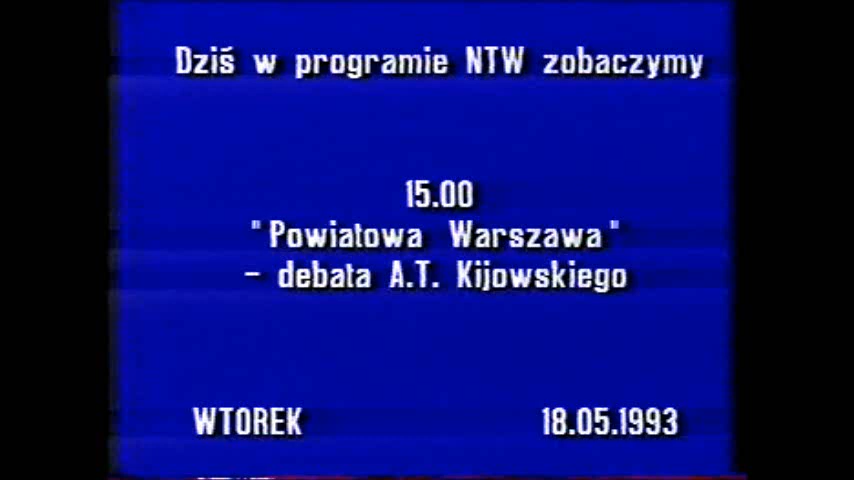 Dziś w programie NTW zobaczymy
15.00
"Powiatowa Warszawa"
- debata A.T. Kijowskiego
WTOREK 18.05.1993